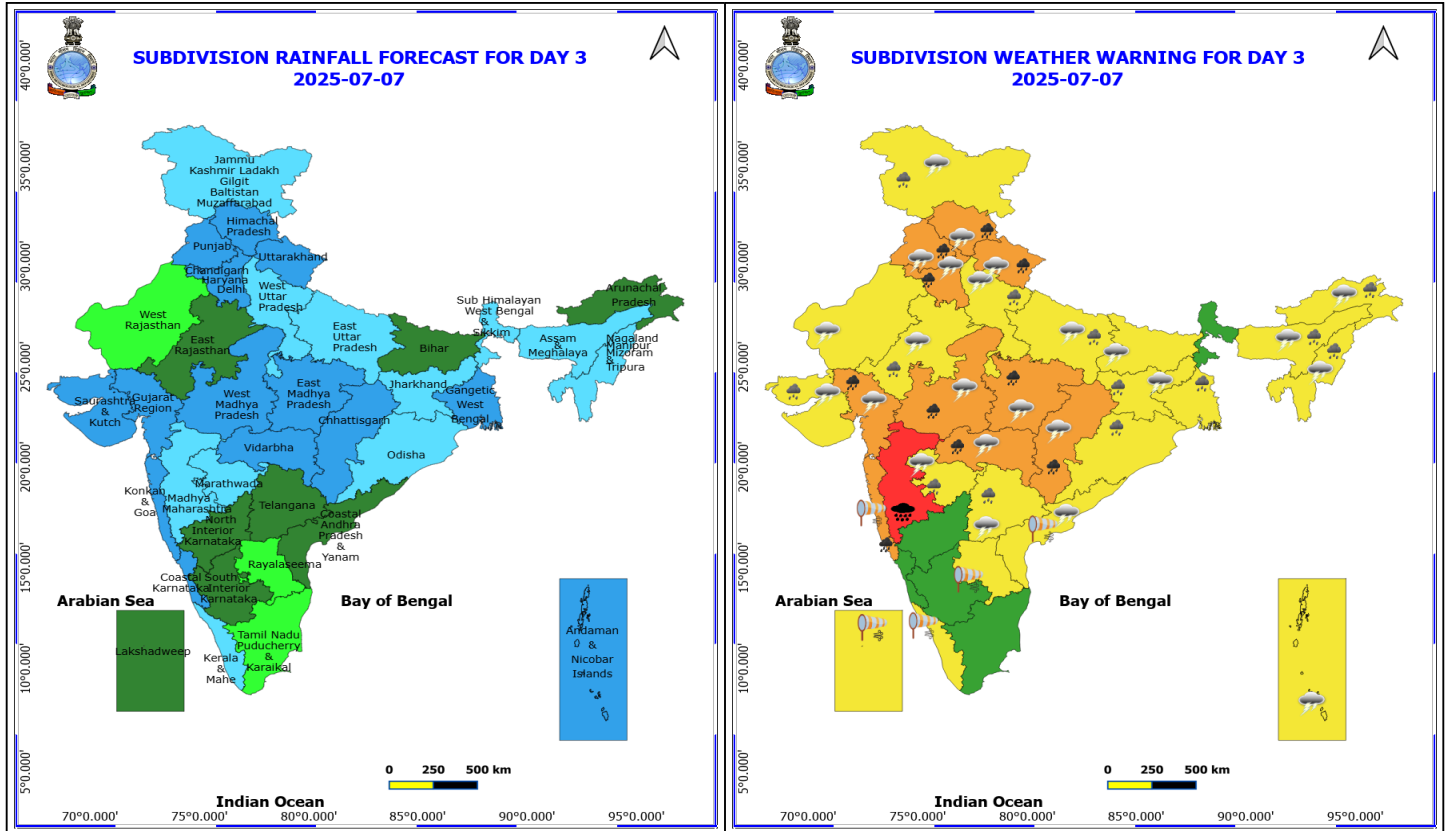 SUBDIVISION RAINFALL FORECAST FOR DAY 3
2025-07-07
40°0.000'
35°0.000'
30°0.000'
25°0.000'
20°0.000'
15°0.000'
10°0.000'
5°0.000'
Jammu
Kashmir Ladakh
Gilgit
Baltistan
Muzaffarabad
Himachal
Pradesh
Punjab
Uttarakhand
Chandigarh
Haryana
Delhi
West
Uttar
Pradesh
West
Rajasthan
East
Rajasthan
East
Uttar
Pradesh
Bihar
Sub Himalayan
West Bengal
&
Sikkim
Arunachal
Pradesh
Assam
&
Meghalaya
Nagaland
Manipur
Mizoram
&
Tripura
Jharkhand
Gangetic
West
Bengal
Saurashtra
&
Kutch
Gujarat
Region
West
Madhya
Pradesh
East
Madhya
Pradesh
Chhattisgarh
Vidarbha
Odisha
Konkan
&
Goa
Madhya
Maharashtra
Marathwada
Telangana
North
Interior
Karnataka
Coastal
Andhra
Pradesh
&
Yanam
Rayalaseema
Coastal
Karnataka
South
Interior
Karnataka
Arabian Sea
Bay of Bengal
Lakshadweep
Tamil Nadu
Puducherry
&
Karaikal
Kerala
&
Mahe
Andaman
&
Nicobar
Islands
0 250 500 km
Indian Ocean
70°0.000' 75°0.000' 80°0.000' 85°0.000' 90°0.000' 95°0.000'
SUBDIVISION WEATHER WARNING FOR DAY 3
2025-07-07
40°0.000'
35°0.000'
30°0.000'
25°0.000'
20°0.000'
15°0.000'
10°0.000'
5°0.000'
Arabian Sea
Bay of Bengal
0 250 500 km
Indian Ocean
70°0.000' 75°0.000' 80°0.000' 85°0.000' 90°0.000' 95°0.000'